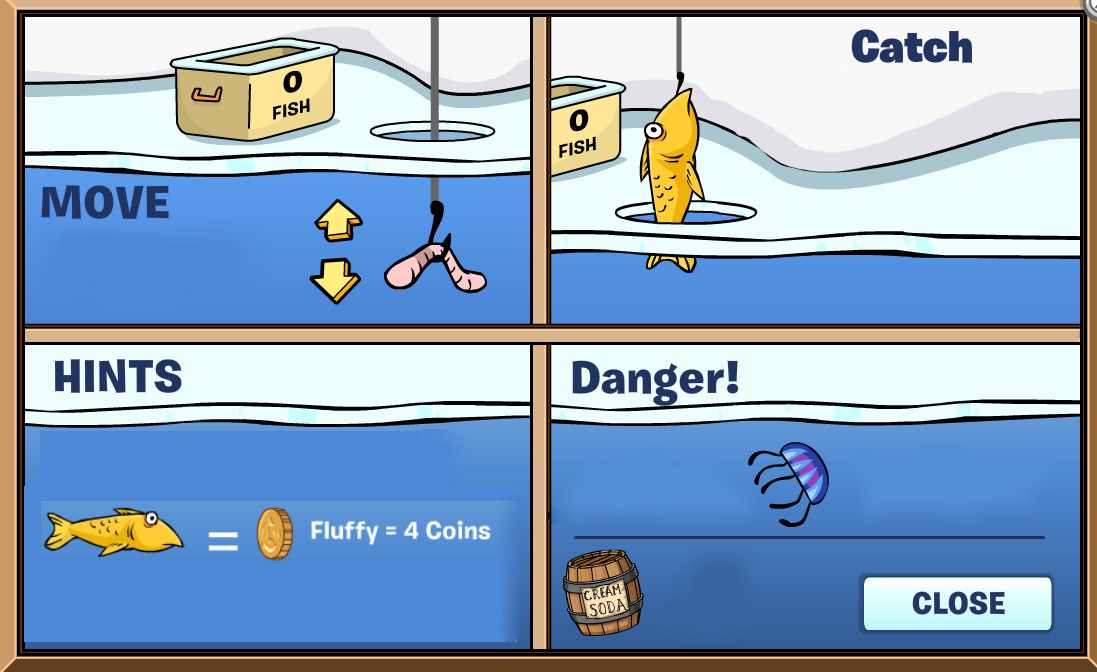 0
FISH
MOVE
Catch
0
FISH
HINTS
= Fluffy = 4 Coins
Danger!
CREAM
SODA
CLOSE